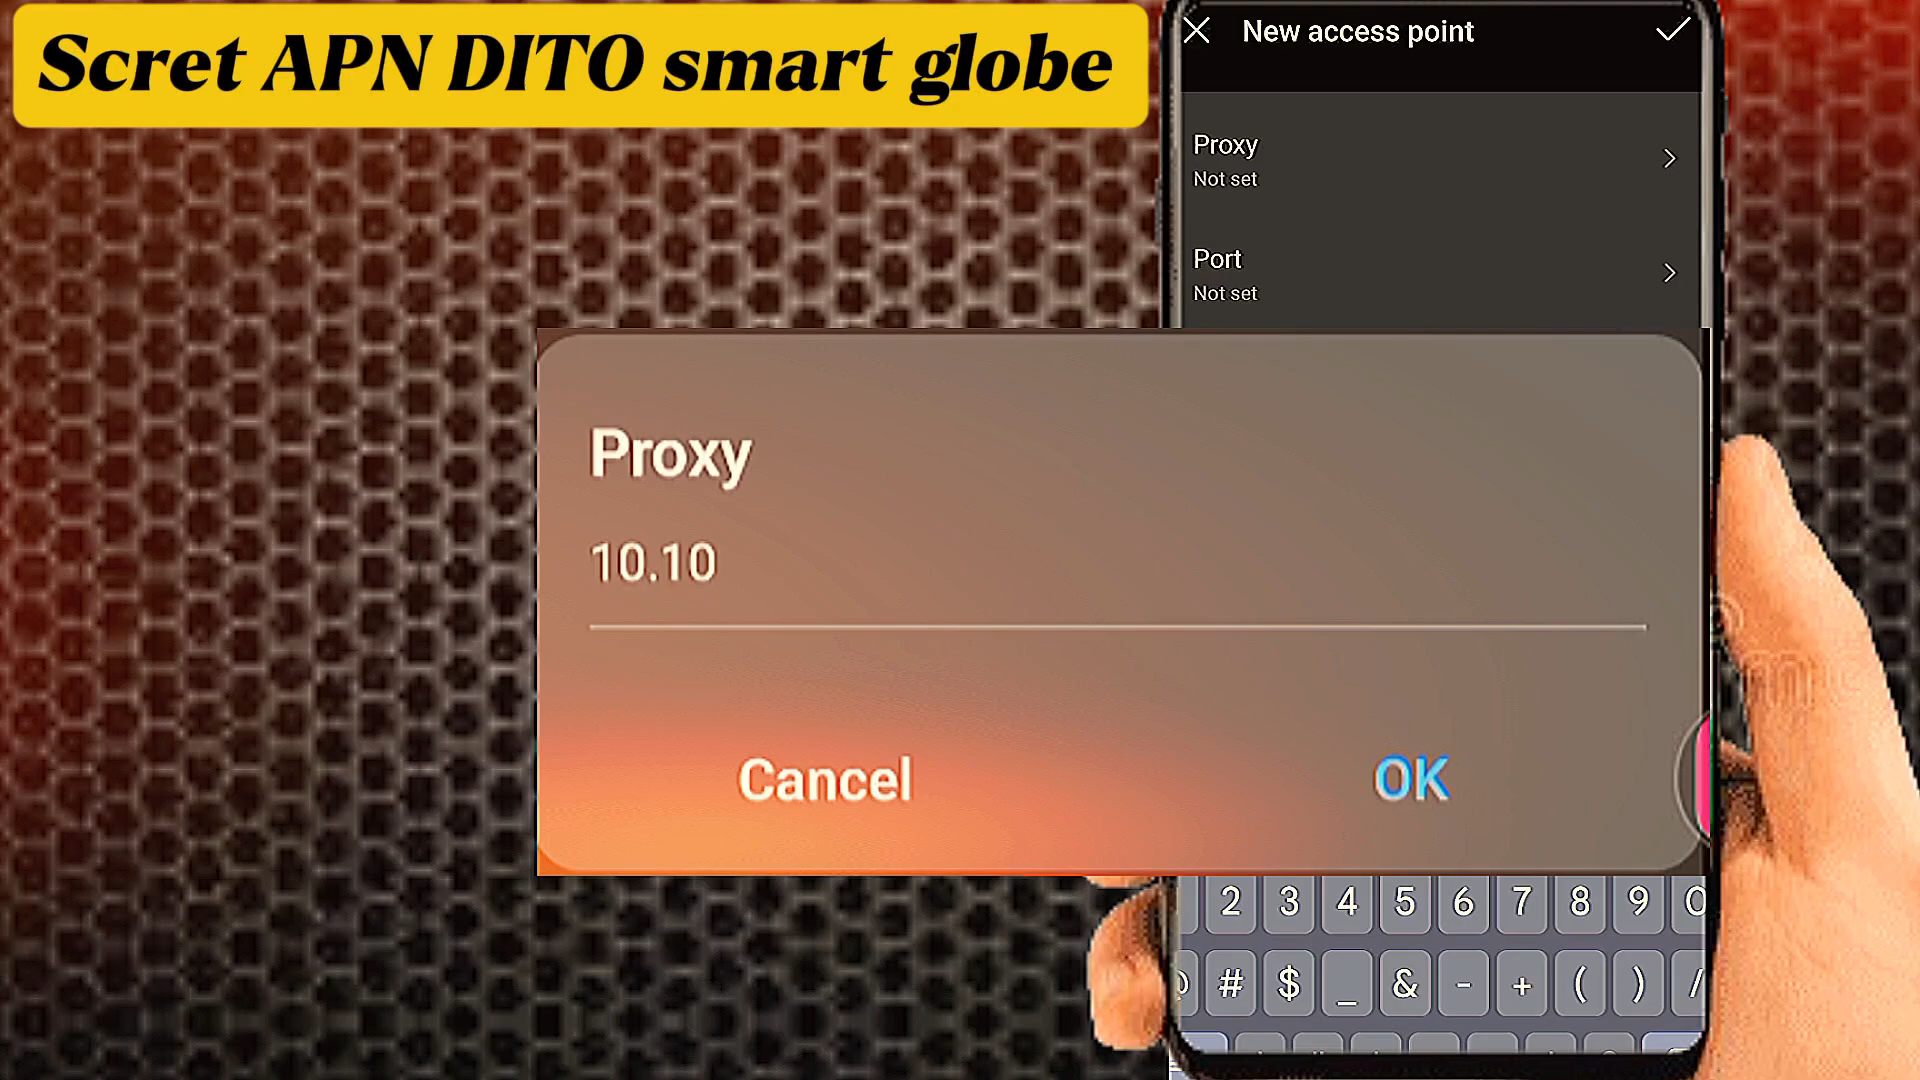 Scret APN DITO smart globe
New access point
Proxy
Not set
Port
Not set
Proxy
10.10
Cancel
OK
2 3 4 5 6 7 8 9 0
# $ _ & - + ( ) /